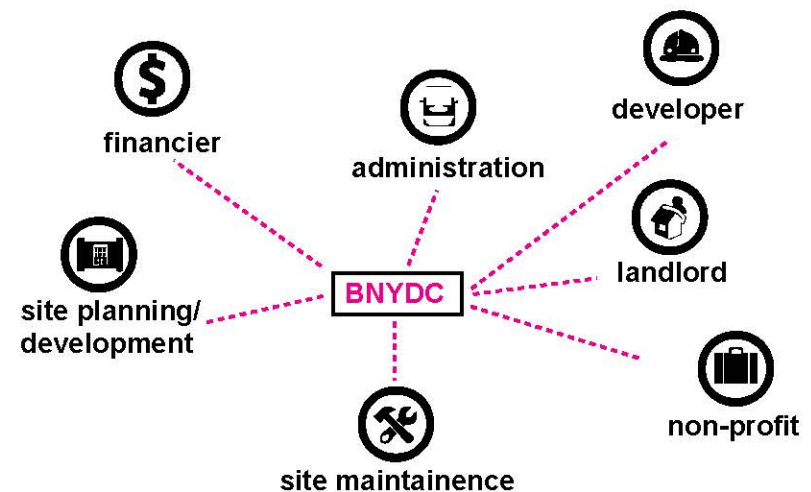 $
financier
administration
developer
landlord
site planning/
development
BNYDC
non-profit
site maintainence